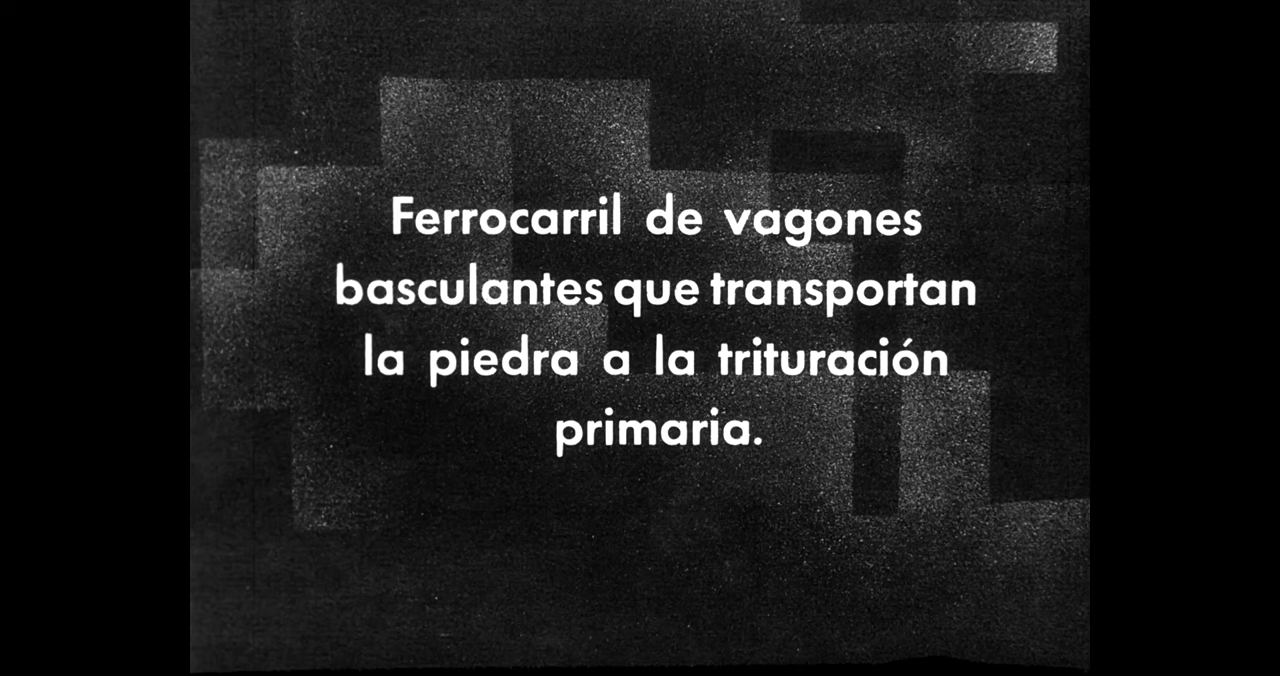 Ferrocarril de vagones
basculantes que transportan
la piedra a la trituración
primaria.